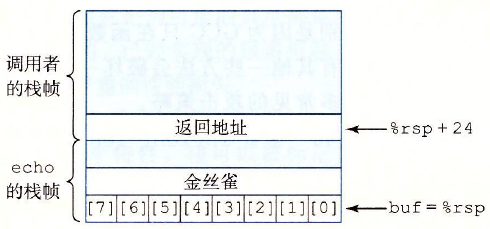 调用者
的栈帧
返回地址
%rsp+24
echo
的栈帧
金丝雀
[7] [6] [5] [4] [3] [2] [1] [0]
buf=%rsp